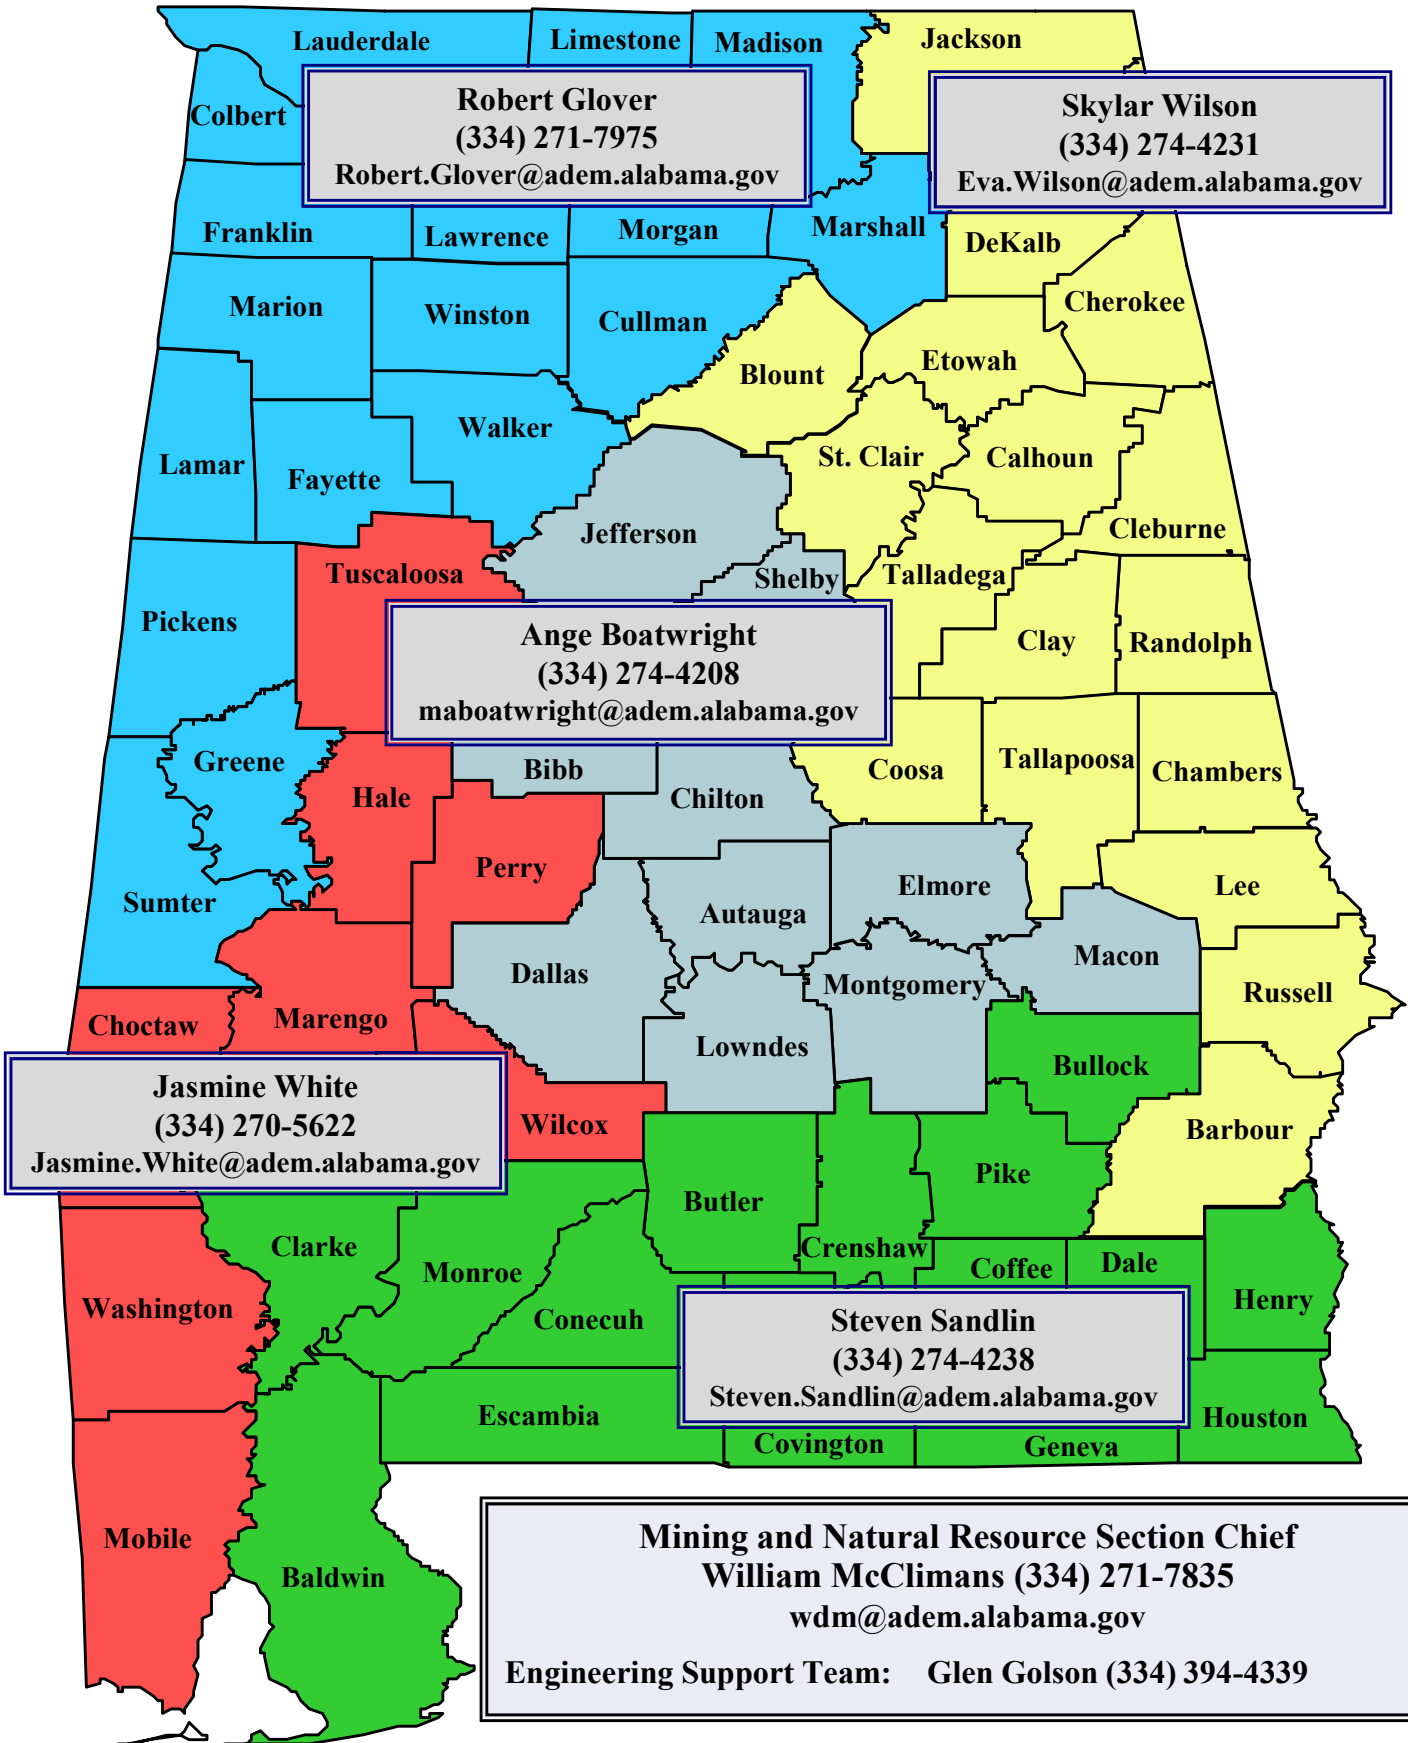 Lauderdale
Limestone
Madison
Jackson
Colbert
Robert Glover
(334) 271-7975
Robert.Glover@adem.alabama.gov
Skylar Wilson
(334) 274-4231
Eva.Wilson@adem.alabama.gov
Franklin
Lawrence
Morgan
Marshall
DeKalb
Cherokee
Marion
Winston
Cullman
Blount
Etowah
Lamar
Fayette
Walker
St. Clair
Calhoun
Cleburne
Jefferson
Shelby
Talladega
Tuscaloosa
Pickens
Clay
Randolph
Ange Boatwright
(334) 274-4208
maboatwright@adem.alabama.gov
Greene
Hale
Bibb
Chilton
Coosa
Tallapoosa
Chambers
Sumter
Perry
Autauga
Elmore
Lee
Dallas
Montgomery
Macon
Russell
Choctaw
Marengo
Lowndes
Bullock
Jasmine White
(334) 270-5622
Jasmine.White@adem.alabama.gov
Wilcox
Barbour
Butler
Pike
Clarke
Monroe
Crenshaw
Coffee
Dale
Henry
Washington
Conecuh
Steven Sandlin
(334) 274-4238
Steven.Sandlin@adem.alabama.gov
Escambia
Covington
Geneva
Houston
Mobile
Baldwin
Mining and Natural Resource Section Chief
William McClimans (334) 271-7835
wdm@adem.alabama.gov
Engineering Support Team: Glen Golson (334) 394-4339